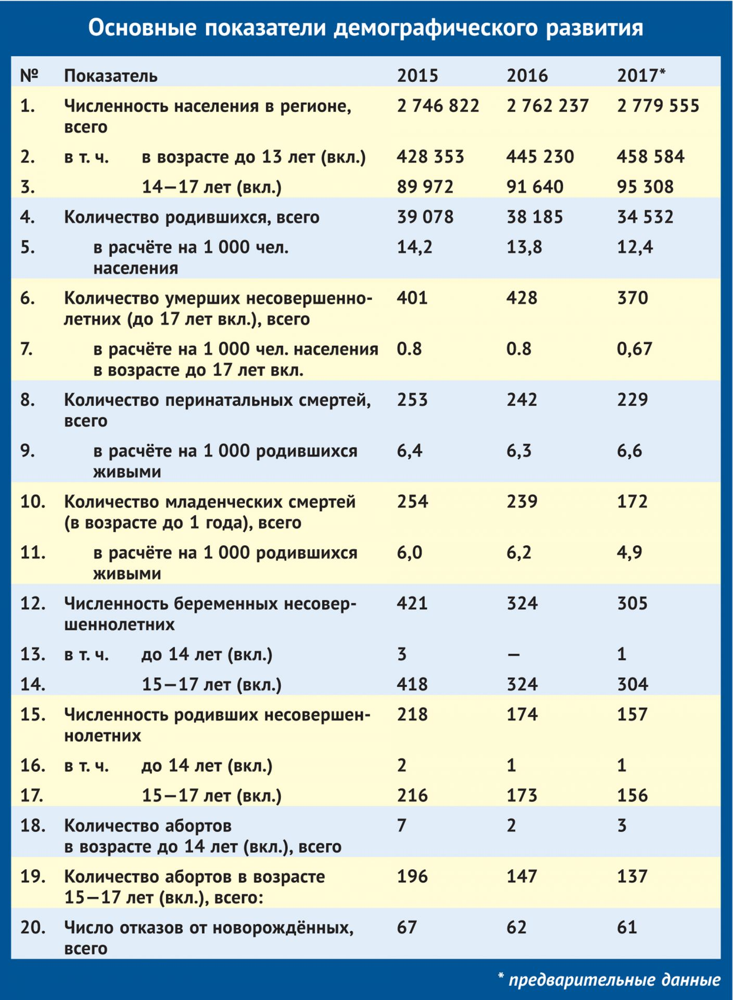 Основные показатели демографического развития
№ Показатель 2015 2016 2017*
1. Численность населения в регионе, 2 746 822 2 762 237 2 779 555
всего
2. в т. ч. в возрасте до 13 лет (вкл.) 428 353 445 230 458 584
3. 14—17 лет (вкл.) 89 972 91 640 95 308
4. Количество родившихся, всего 39 078 38 185 34 532
5. в расчёте на 1 000 чел. 14,2 13,8 12,4
населения
6. Количество умерших несовершенно- 401 428 370
летних (до 17 лет вкл.), всего
7. в расчёте на 1 000 чел. населения 0.8 0.8 0,67
в возрасте до 17 лет вкл.
8. Количество перинатальных смертей, 253 242 229
всего
9. в расчёте на 1 000 родившихся 6,4 6,3 6,6
живыми
10. Количество младенческих смертей 254 239 172
(в возрасте до 1 года), всего
11. в расчёте на 1 000 родившихся 6,0 6,2 4,9
живыми
12. Численность беременных несовер- 421 324 305
шеннолетних
13. в т. ч. до 14 лет (вкл.) 3 — 1
14. 15—17 лет (вкл.) 418 324 304
15. Численность родивших несовершен- 218 174 157
нолетних
16. в т. ч. до 14 лет (вкл.) 2 1 1
17. 15—17 лет (вкл.) 216 173 156
18. Количество абортов 7 2 3
в возрасте до 14 лет (вкл.), всего
19. Количество абортов в возрасте 196 147 137
15—17 лет (вкл.), всего:
20. Число отказов от новорождённых, 67 62 61
всего
* предварительные данные